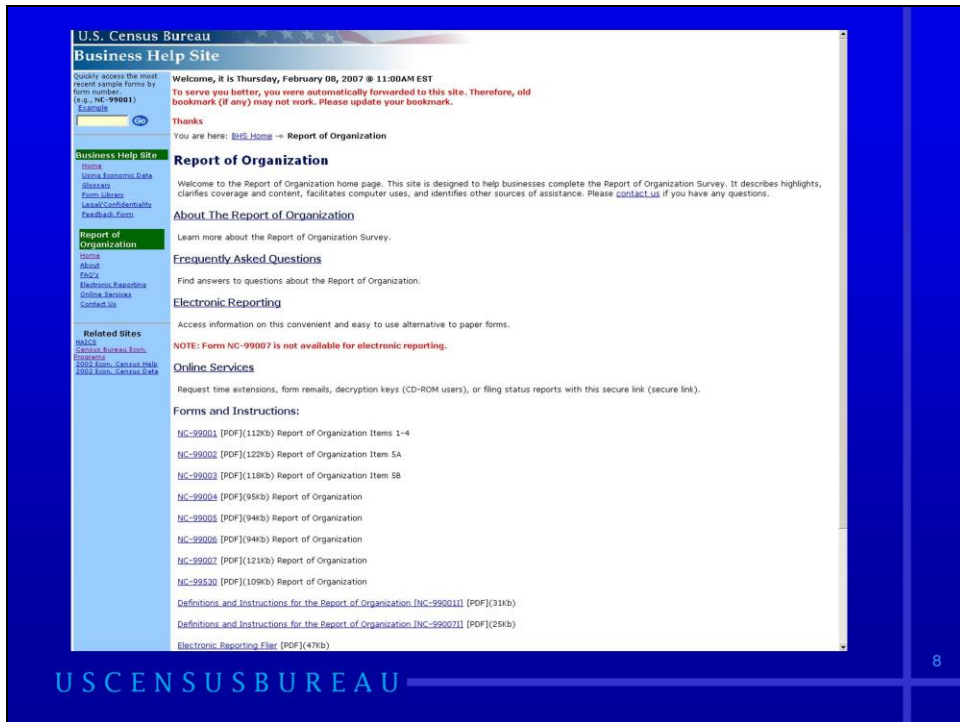 U.S. Census Bureau
Business Help Site
Quickly access the most
recent sample forms by
form number.
(e.g., NC-99001)
Example
Go
Business Help Site
Home
Using Economic Data
Glossary
Form Library
Legal/Confidentiality
Feedback Form
Report of
Organization
Home
About
FAQ's
Electronic Reporting
Online Services
Contact Us
Related Sites
NAICS
Census Bureau Econ.
Programs
2002 Econ. Census Help
2002 Econ. Census Data
Welcome, it is Thursday, February 08, 2007 @ 11:00AM EST
To serve you better, you were automatically forwarded to this site. Therefore, old
bookmark (if any) may not work. Please update your bookmark.
Thanks
You are here: BHS Home → Report of Organization
Report of Organization
Welcome to the Report of Organization home page. This site is designed to help businesses complete the Report of Organization Survey. It describes highlights,
clarifies coverage and content, facilitates computer uses, and identifies other sources of assistance. Please contact us if you have any questions.
About The Report of Organization
Learn more about the Report of Organization Survey.
Frequently Asked Questions
Find answers to questions about the Report of Organization.
Electronic Reporting
Access information on this convenient and easy to use alternative to paper forms.
NOTE: Form NC-99007 is not available for electronic reporting.
Online Services
Request time extensions, form remails, decryption keys (CD-ROM users), or filing status reports with this secure link (secure link).
Forms and Instructions:
NC-99001 [PDF](112Kb) Report of Organization Items 1-4
NC-99002 [PDF](122Kb) Report of Organization Item 5A
NC-99003 [PDF](118Kb) Report of Organization Item 5B
NC-99004 [PDF](95Kb) Report of Organization
NC-99005 [PDF](94Kb) Report of Organization
NC-99006 [PDF](94Kb) Report of Organization
NC-99007 [PDF](121Kb) Report of Organization
NC-99530 [PDF](109Kb) Report of Organization
Definitions and Instructions for the Report of Organization [NC-99001I] [PDF](31Kb)
Definitions and Instructions for the Report of Organization [NC-99007I] [PDF](25Kb)
Electronic Reporting Flier [PDF](47Kb)
USCENSUSBUREAU
8